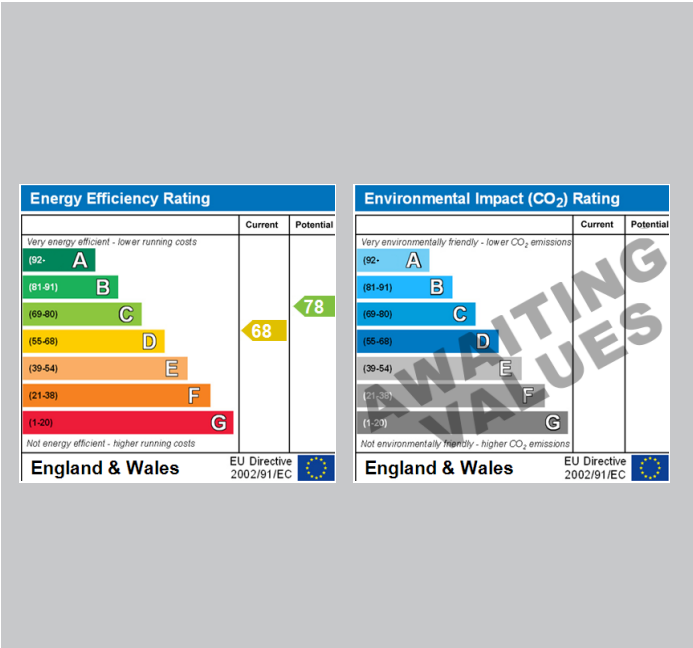 Energy Efficiency Rating
Current Potential
Very energy efficient - lower running costs
(92- A
(81-91) B
(69-80) C
78
(55-68) D
68
(39-54) E
(21-38) F
(1-20) G
Not energy efficient - higher running costs
England & Wales
EU Directive
2002/91/EC
Environmental Impact (CO2) Rating
Current Potential
Very environmentally friendly - lower CO2 emissions
(92- A
(81-91) B
(69-80) C
(55-68) D
(39-54) E
(21-38) F
(1-20) G
Not environmentally friendly - higher CO2 emissions
AWAITING
VALUES
England & Wales
EU Directive
2002/91/EC